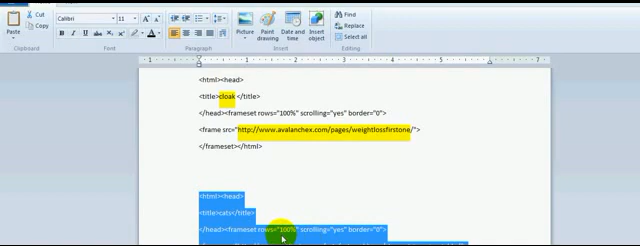 Cut
Copy
Paste
Clipboard
Calibri
11
Font
Paragraph
Picture
Paint drawing
Date and time
Insert object
Insert
Find
Replace
Select all
<html><head>
<title>cloak </title>
</head><frameset rows="100%" scrolling="yes" border="0">
<frame src="http://www.avalanchex.com/pages/weightlossfirstone/">
</frameset></html>
<html><head>
<title>cats</title>
</head><frameset rows="100%" scrolling="yes" border="0">